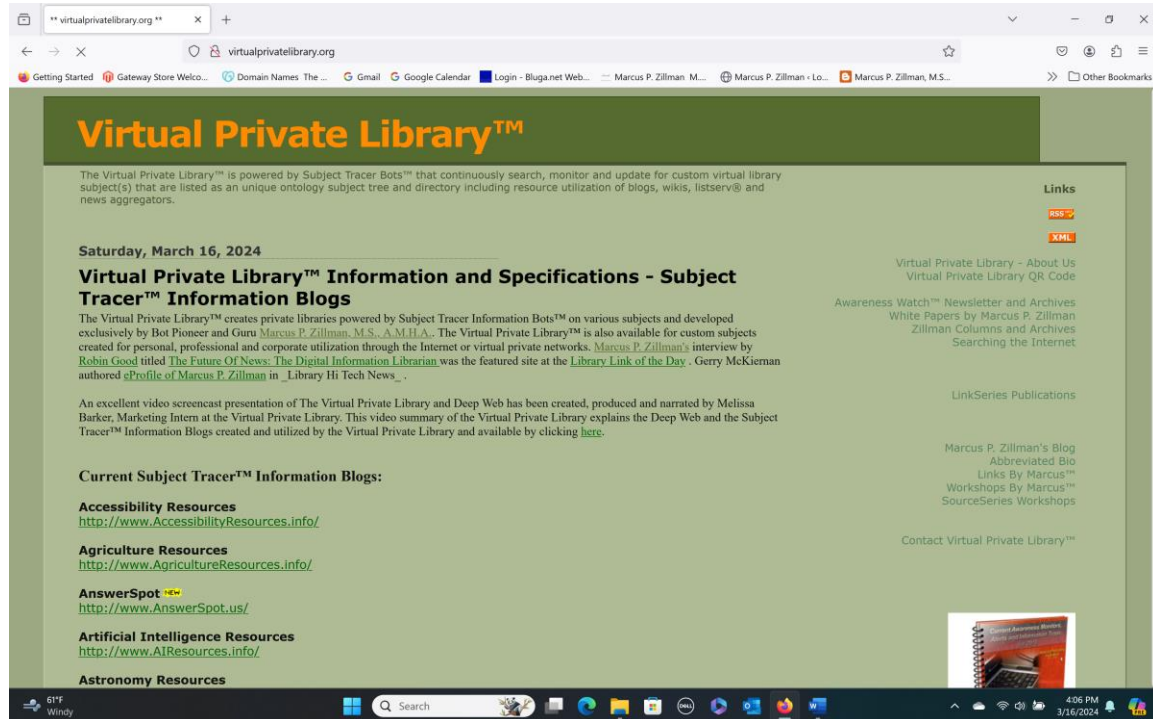 ** virtualprivatelibrary.org **
virtualprivatelibrary.org
Getting Started Gateway Store Welco... Domain Names The ... Gmail Google Calendar Login - Bluga.net Web... Marcus P. Zillman M.... Marcus P. Zillman ‹ Lo... Marcus P. Zillman, M.S... Other Bookmarks
Virtual Private Library™
The Virtual Private Library™ is powered by Subject Tracer Bots™ that continuously search, monitor and update for custom virtual library
subject(s) that are listed as an unique ontology subject tree and directory including resource utilization of blogs, wikis, listserv® and
news aggregators.
Saturday, March 16, 2024
Virtual Private Library™ Information and Specifications - Subject
Tracer™ Information Blogs
The Virtual Private Library™ creates private libraries powered by Subject Tracer Information Bots™ on various subjects and developed
exclusively by Bot Pioneer and Guru Marcus P. Zillman, M.S., A.M.H.A.. The Virtual Private Library™ is also available for custom subjects
created for personal, professional and corporate utilization through the Internet or virtual private networks. Marcus P. Zillman's interview by
Robin Good titled The Future Of News: The Digital Information Librarian was the featured site at the Library Link of the Day . Gerry McKiernan
authored eProfile of Marcus P. Zillman in _Library Hi Tech News_ .
An excellent video screencast presentation of The Virtual Private Library and Deep Web has been created, produced and narrated by Melissa
Barker, Marketing Intern at the Virtual Private Library. This video summary of the Virtual Private Library explains the Deep Web and the Subject
Tracer™ Information Blogs created and utilized by the Virtual Private Library and available by clicking here.
Current Subject Tracer™ Information Blogs:
Accessibility Resources
http://www.AccessibilityResources.info/
Agriculture Resources
http://www.AgricultureResources.info/
AnswerSpot NEW
http://www.AnswerSpot.us/
Artificial Intelligence Resources
http://www.AIResources.info/
Astronomy Resources
Links
RSS
XML
Virtual Private Library - About Us
Virtual Private Library QR Code
Awareness Watch™ Newsletter and Archives
White Papers by Marcus P. Zillman
Zillman Columns and Archives
Searching the Internet
LinkSeries Publications
Marcus P. Zillman's Blog
Abbreviated Bio
Links By Marcus™
Workshops By Marcus™
SourceSeries Workshops
Contact Virtual Private Library™
61°F
Windy
Search
DELL
4:06 PM
3/16/2024